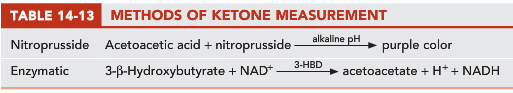 TABLE 14-13 METHODS OF KETONE MEASUREMENT
Nitroprusside Acetoacetic acid + nitroprusside alkaline pH purple color
Enzymatic 3-β-Hydroxybutyrate + NAD⁺ 3-HBD acetoacetate + H⁺ + NADH